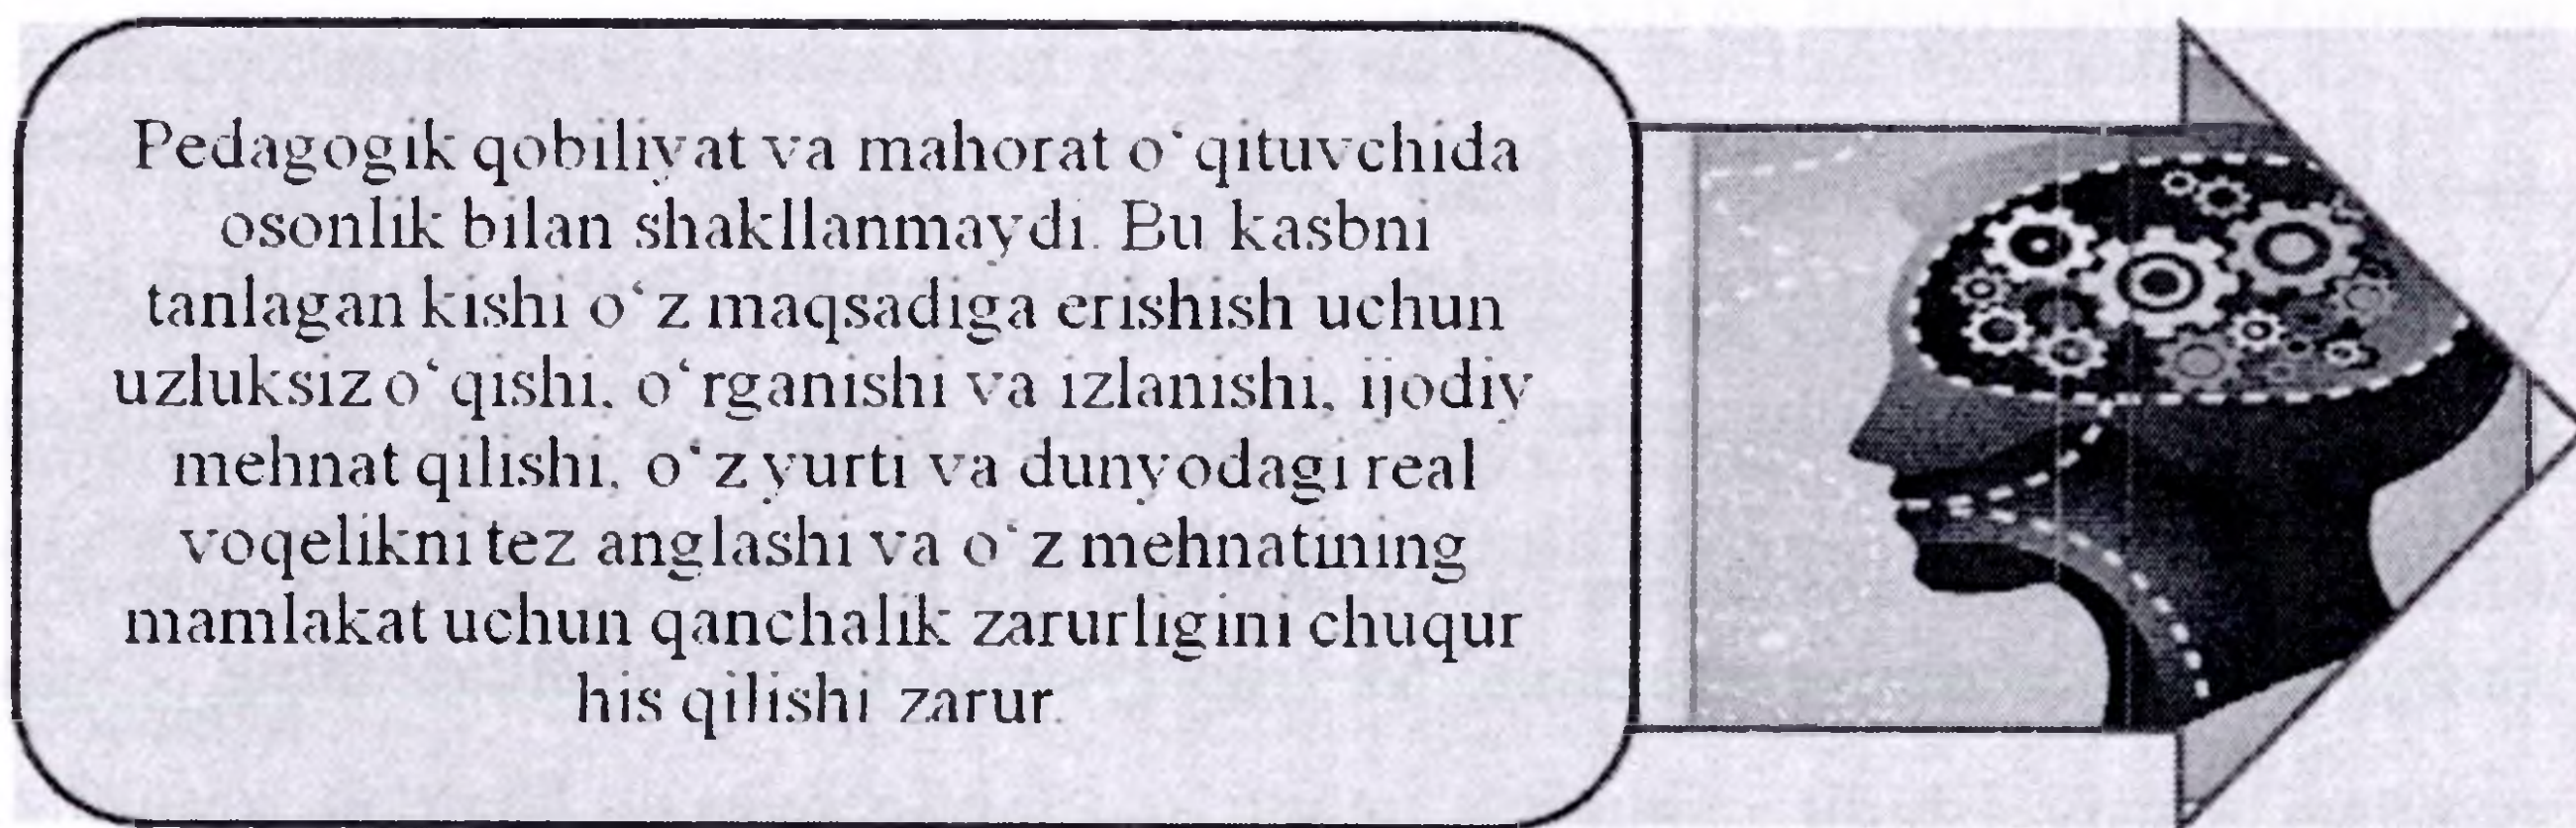 Pedagogik qobiliyat va mahorat o‘qituvchida
osonlik bilan shakllanmaydi. Bu kasbni
tanlagan kishi o‘z maqsadiga erishish uchun
uzluksiz o‘qishi, o‘rganishi va izlanishi, ijodiy
mehnat qilishi, o‘z yurti va dunyodagi real
voqelikni tez anglashi va o‘z mehnatining
mamlakat uchun qanchalik zarurligini chuqur
his qilishi zarur.